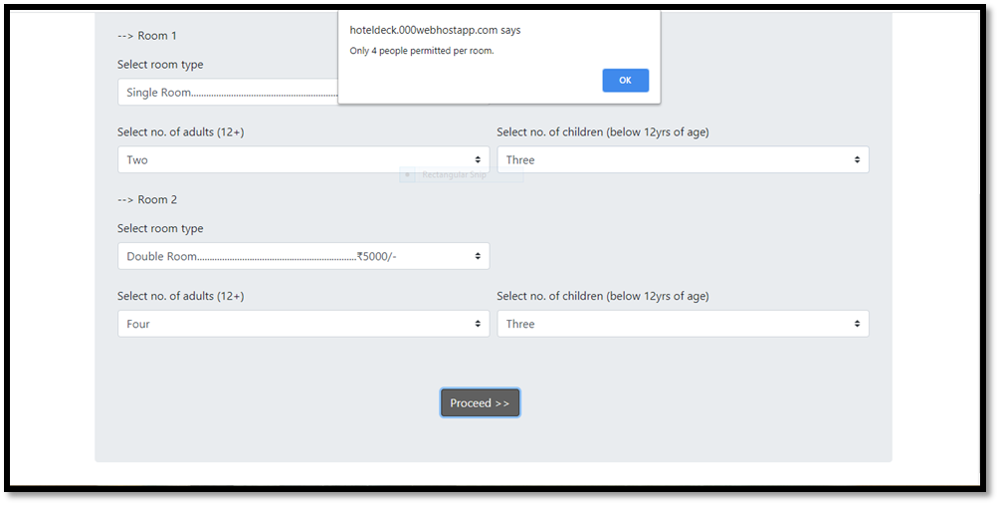 hoteldeck.000webhostapp.com says
Only 4 people permitted per room.
OK
--> Room 1
Select room type
Single Room..............................................................
Select no. of adults (12+) Select no. of children (below 12yrs of age)
Two Three
Rectangular Snip
--> Room 2
Select room type
Double Room................................................................₹5000/-
Select no. of adults (12+) Select no. of children (below 12yrs of age)
Four Three
Proceed >>